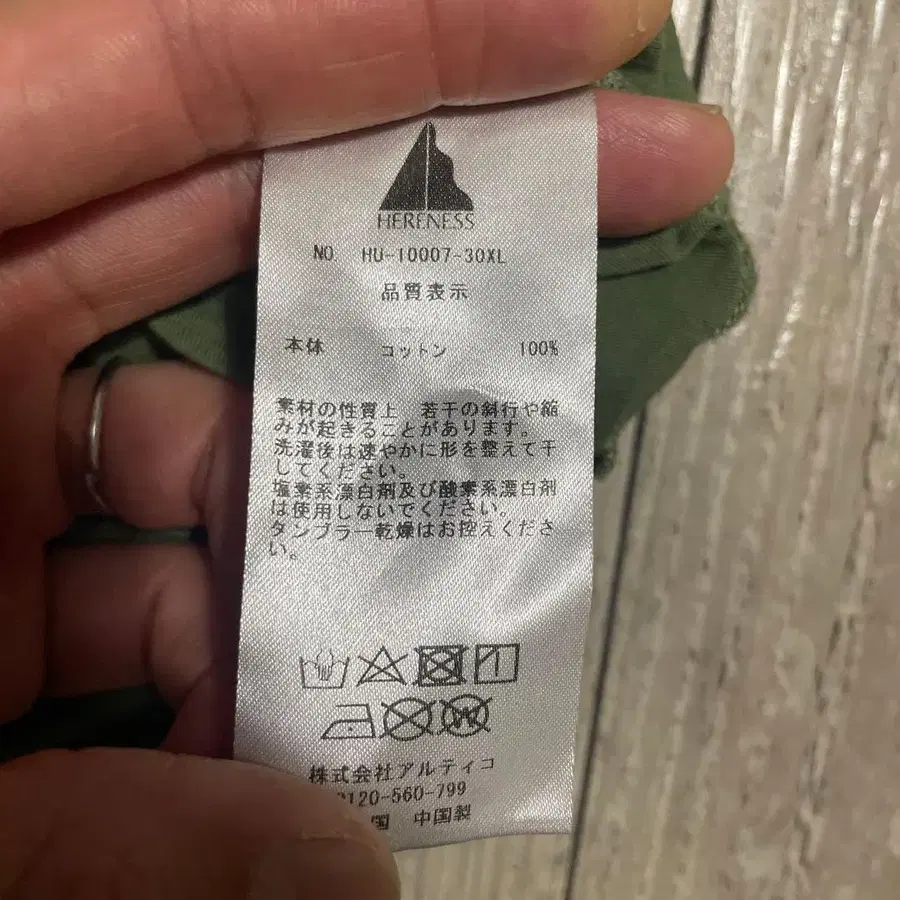 HERENESS
NO. HU-10007-30XL
品質表示
本体 コットン 100%
素材の性質上 若干の斜行や縮
みが起きることがあります。
洗濯後は速やかに形を整えて干
してください。
塩素系漂白剤及び酸素系漂白剤
は使用しないでください。
タンブラー乾燥はお控えくださ
い。
W
株式会社アルティコ
120-560-799
国 中国製